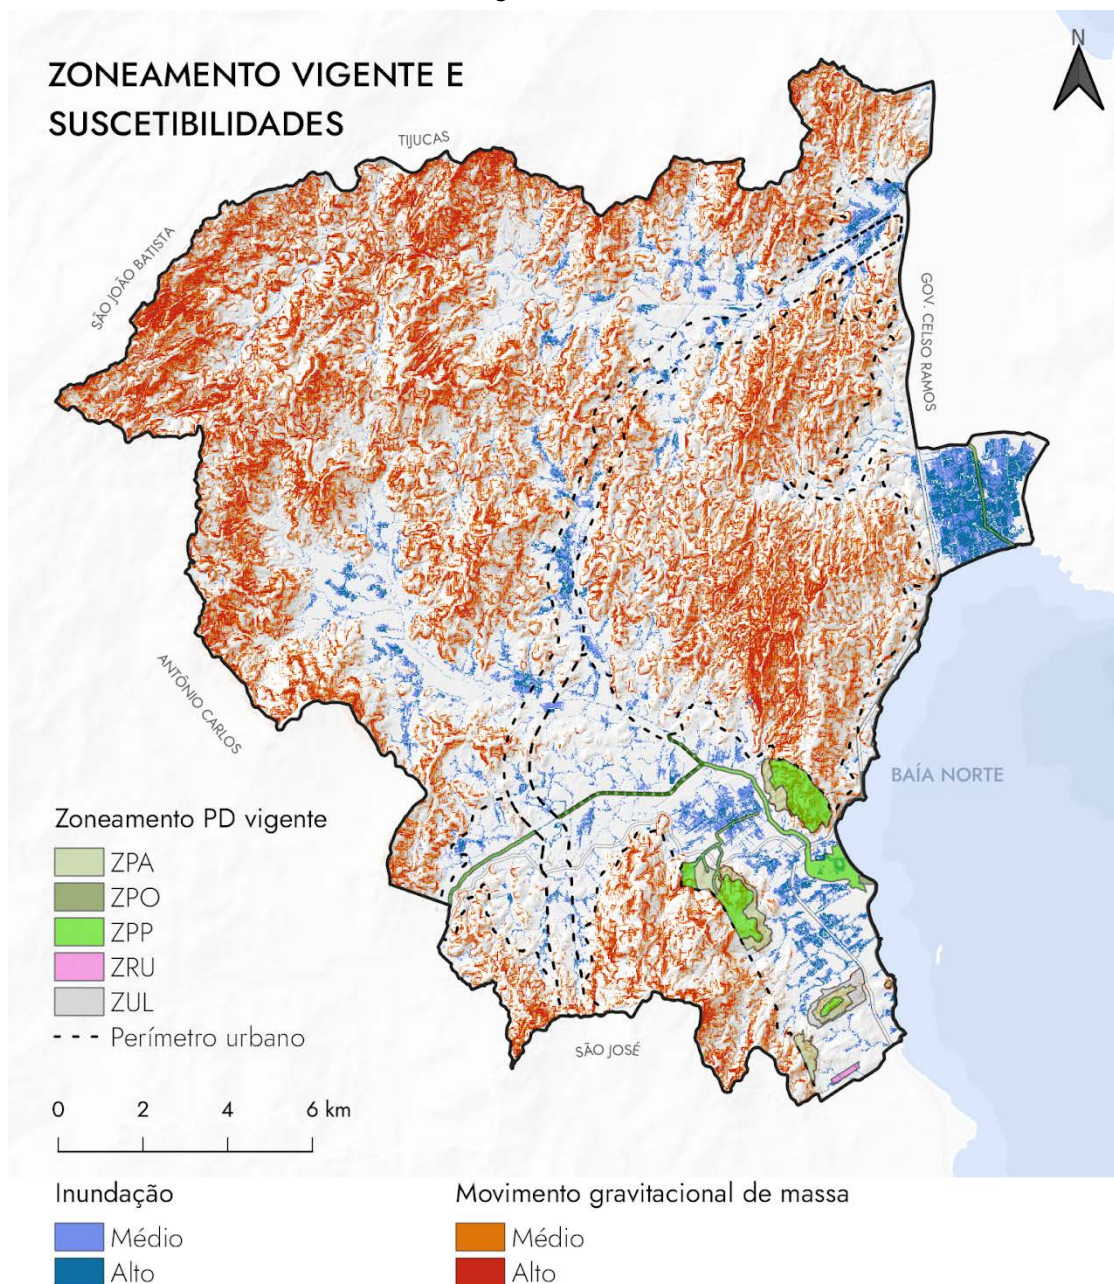 ZONEAMENTO VIGENTE E
SUSCETIBILIDADES
N
TIJUCAS
SÃO JOÃO BATISTA
GOV. CELSO RAMOS
ANTÔNIO CARLOS
BAÍA NORTE
SÃO JOSÉ
Zoneamento PD vigente
ZPA
ZPO
ZPP
ZRU
ZUL
Perímetro urbano
0 2 4 6 km
Inundação
Médio
Alto
Movimento gravitacional de massa
Médio
Alto